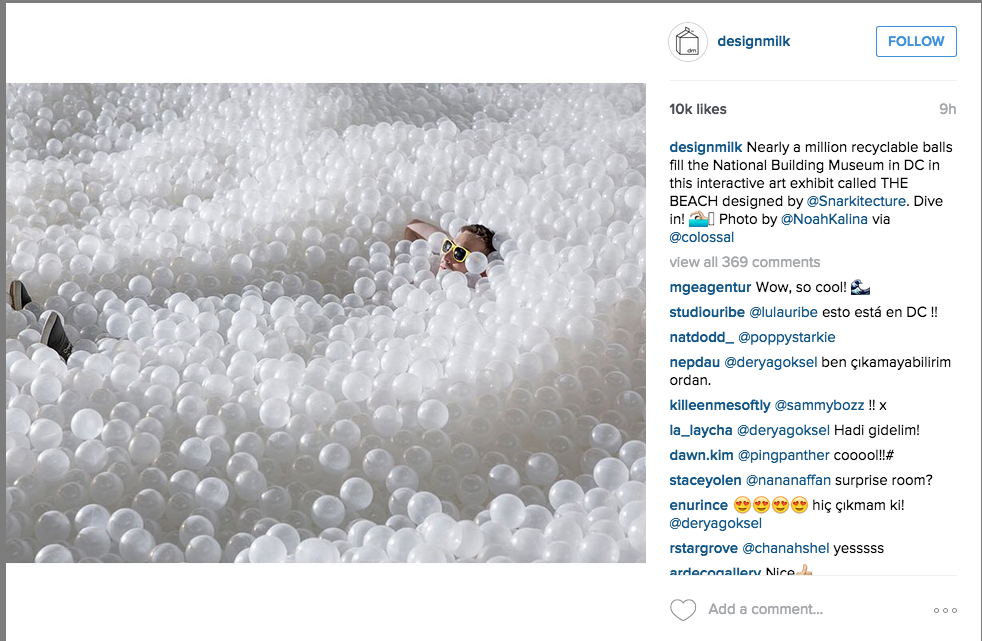 dm
designmilk
FOLLOW
10k likes
9h
designmilk Nearly a million recyclable balls
fill the National Building Museum in DC in
this interactive art exhibit called THE
BEACH designed by @Snarkitecture. Dive
in! 🏊🏼 Photo by @NoahKalina via
@colossal
view all 369 comments
mgeagentur Wow, so cool! 🌊
studiouribe @lulauribe esto está en DC !!
natdodd_ @poppystarkie
nepdau @deryagoksel ben çıkamayabilirim
ordan.
killeenmesoftly @sammybozz !! x
la_laycha @deryagoksel Hadi gidelim!
dawn.kim @pingpanther cooool!!#
staceyolen @nananaffan surprise room?
enurince 😍😍😍😍 hiç çıkmam ki!
@deryagoksel
rstargrove @chanahshel yesssss
ardecogallery Nice👍🏼
Add a comment...